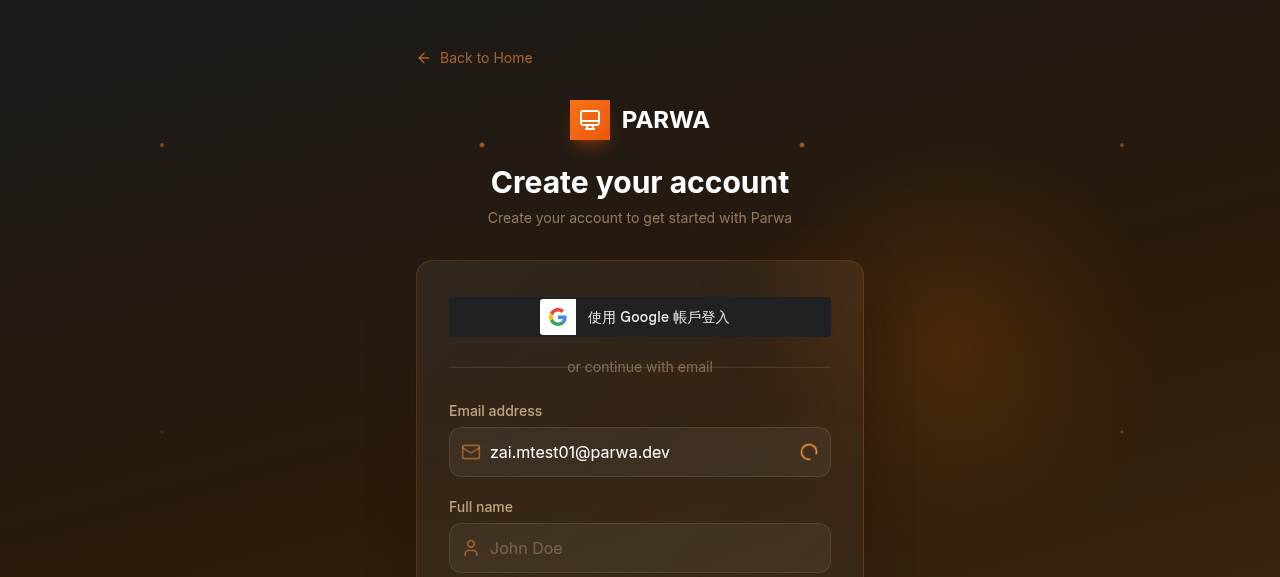 Back to Home
PARWA
Create your account
Create your account to get started with Parwa
使用 Google 帳戶登入
or continue with email
Email address
zai.mtest01@parwa.dev
Full name
John Doe